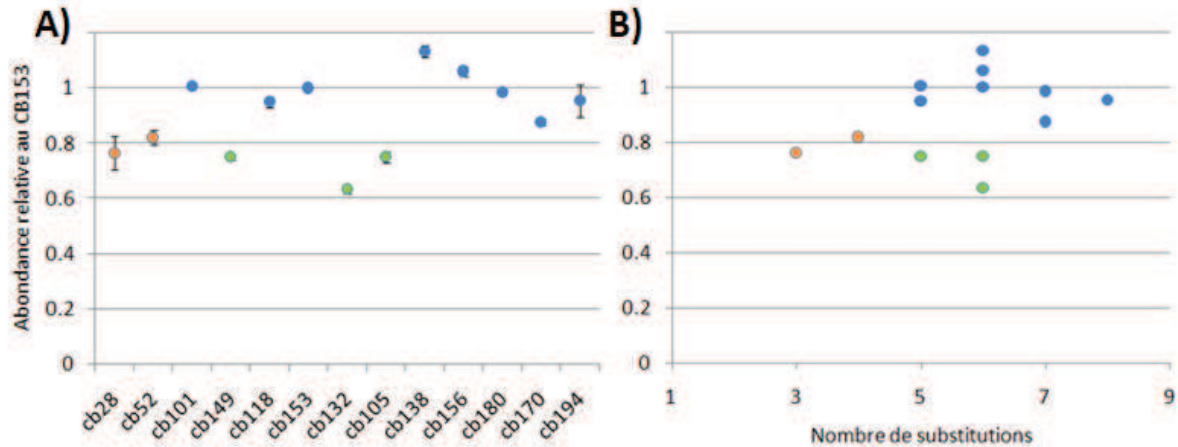 A)
B)
Abondance relative au CB153
1
0.8
0.6
0.4
0.2
0
cb28
cb52
cb101
cb149
cb118
cb153
cb132
cb105
cb138
cb156
cb180
cb170
cb194
1
0.8
0.6
0.4
0.2
0
1
3
5
7
9
Nombre de substitutions